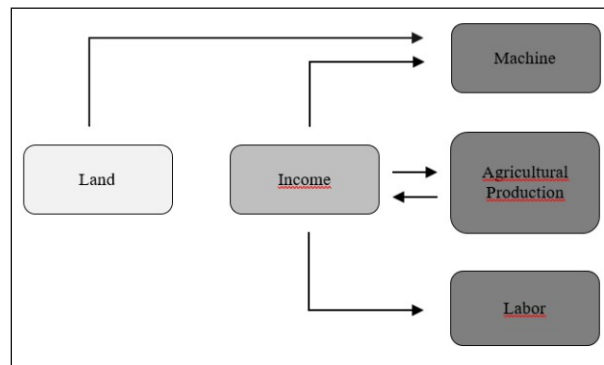 Machine
Land
Income
Agricultural
Production
Labor